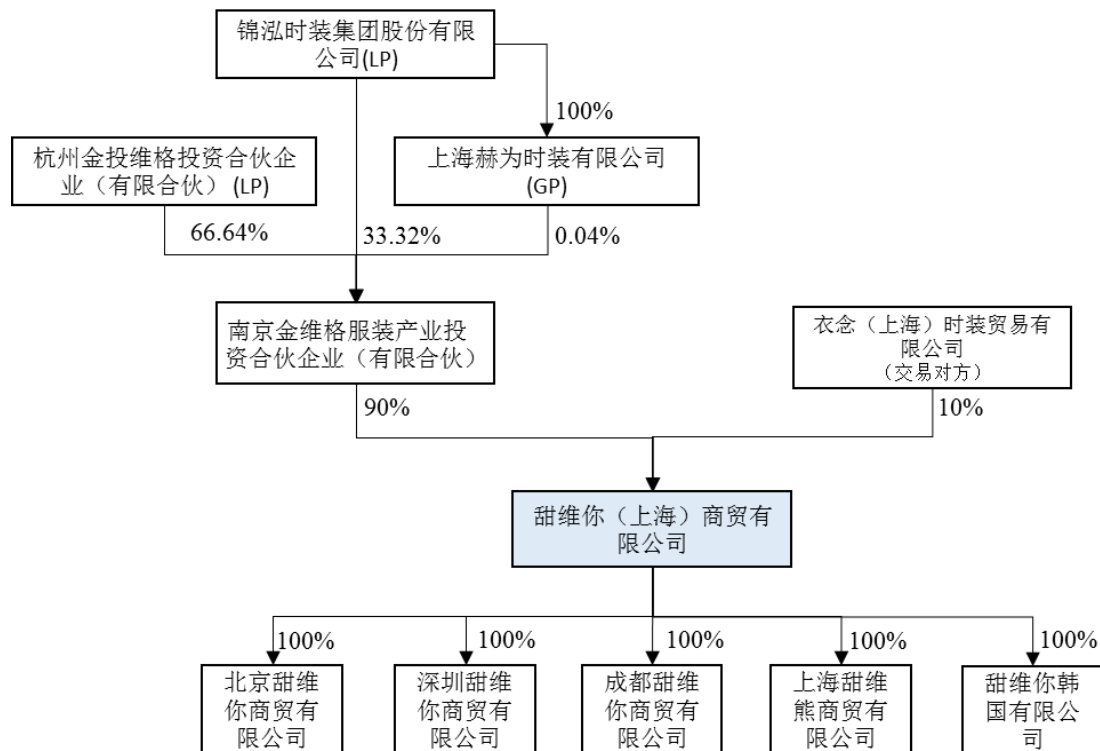 锦泓时装集团股份有限
公司(LP)
100%
杭州金投维格投资合伙企
业（有限合伙）(LP)
上海赫为时装有限公司
(GP)
66.64%
33.32%
0.04%
南京金维格服装产业投
资合伙企业（有限合伙）
衣念（上海）时装贸易有
限公司
（交易对方）
90%
10%
甜维你（上海）商贸有
限公司
100%
100%
100%
100%
100%
北京甜维
你商贸有
限公司
深圳甜维
你商贸有
限公司
成都甜维
你商贸有
限公司
上海甜维
熊商贸有
限公司
甜维你韩
国有限公
司